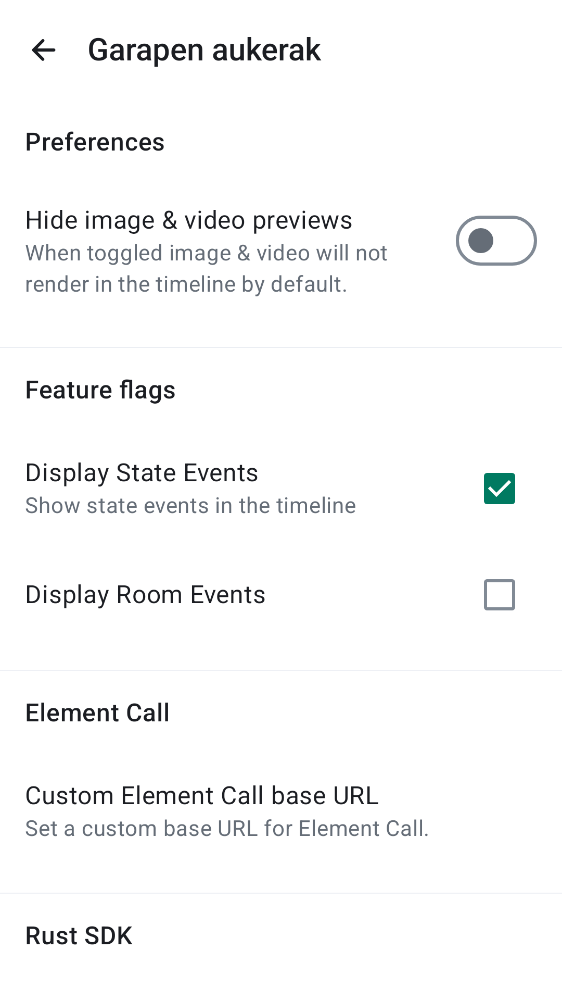 Garapen aukerak
Preferences
Hide image & video previews
When toggled image & video will not
render in the timeline by default.
Feature flags
Display State Events
Show state events in the timeline
Display Room Events
Element Call
Custom Element Call base URL
Set a custom base URL for Element Call.
Rust SDK